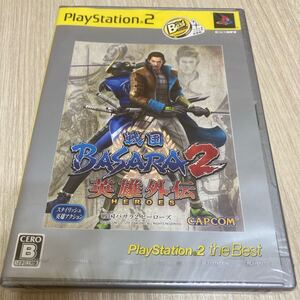 PlayStation 2
the Best
戦国
BASARA2
英雄外伝
HEROES
戦国バサラ2 ヒーローズ
スタイリッシュ
英雄アクション
CAPCOM
CERO
B
PlayStation 2 the Best